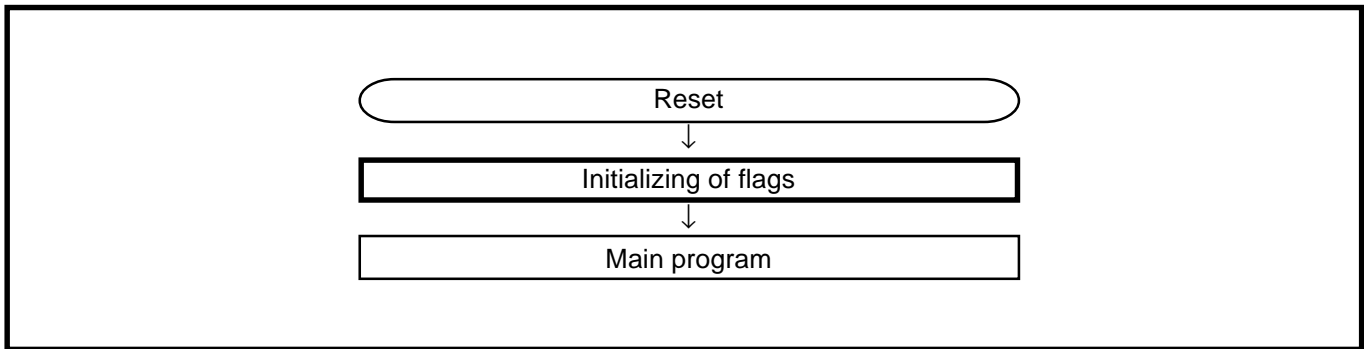 Reset
↓
Initializing of flags
↓
Main program